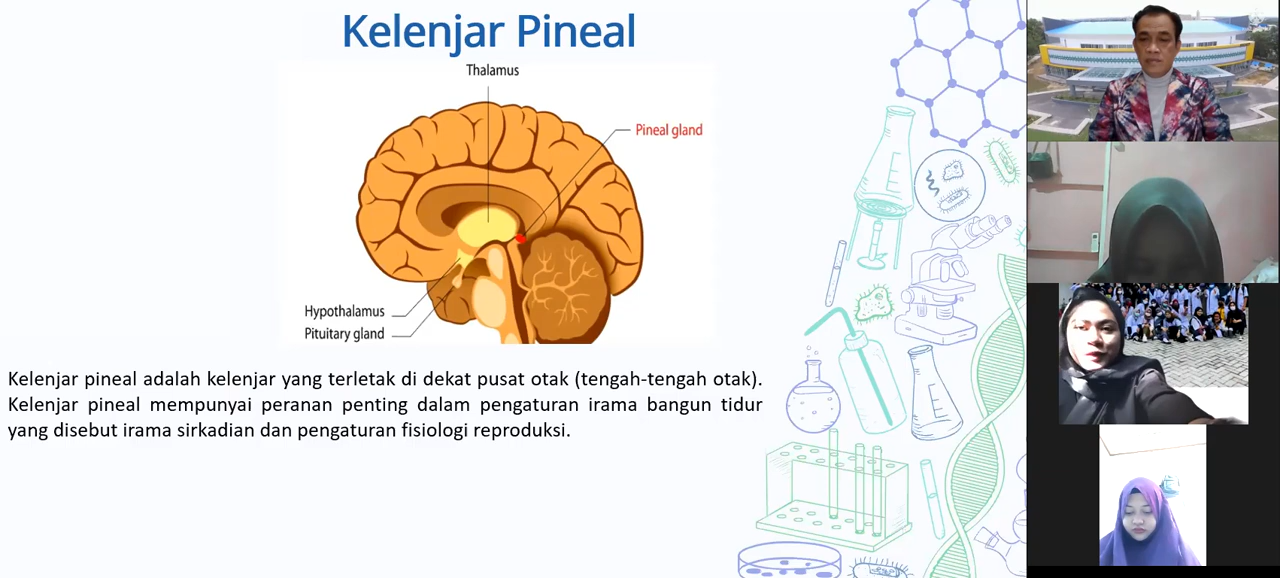 Kelenjar Pineal
Thalamus
Pineal gland
Hypothalamus
Pituitary gland
Kelenjar pineal adalah kelenjar yang terletak di dekat pusat otak (tengah-tengah otak).
Kelenjar pineal mempunyai peranan penting dalam pengaturan irama bangun tidur
yang disebut irama sirkadian dan pengaturan fisiologi reproduksi.